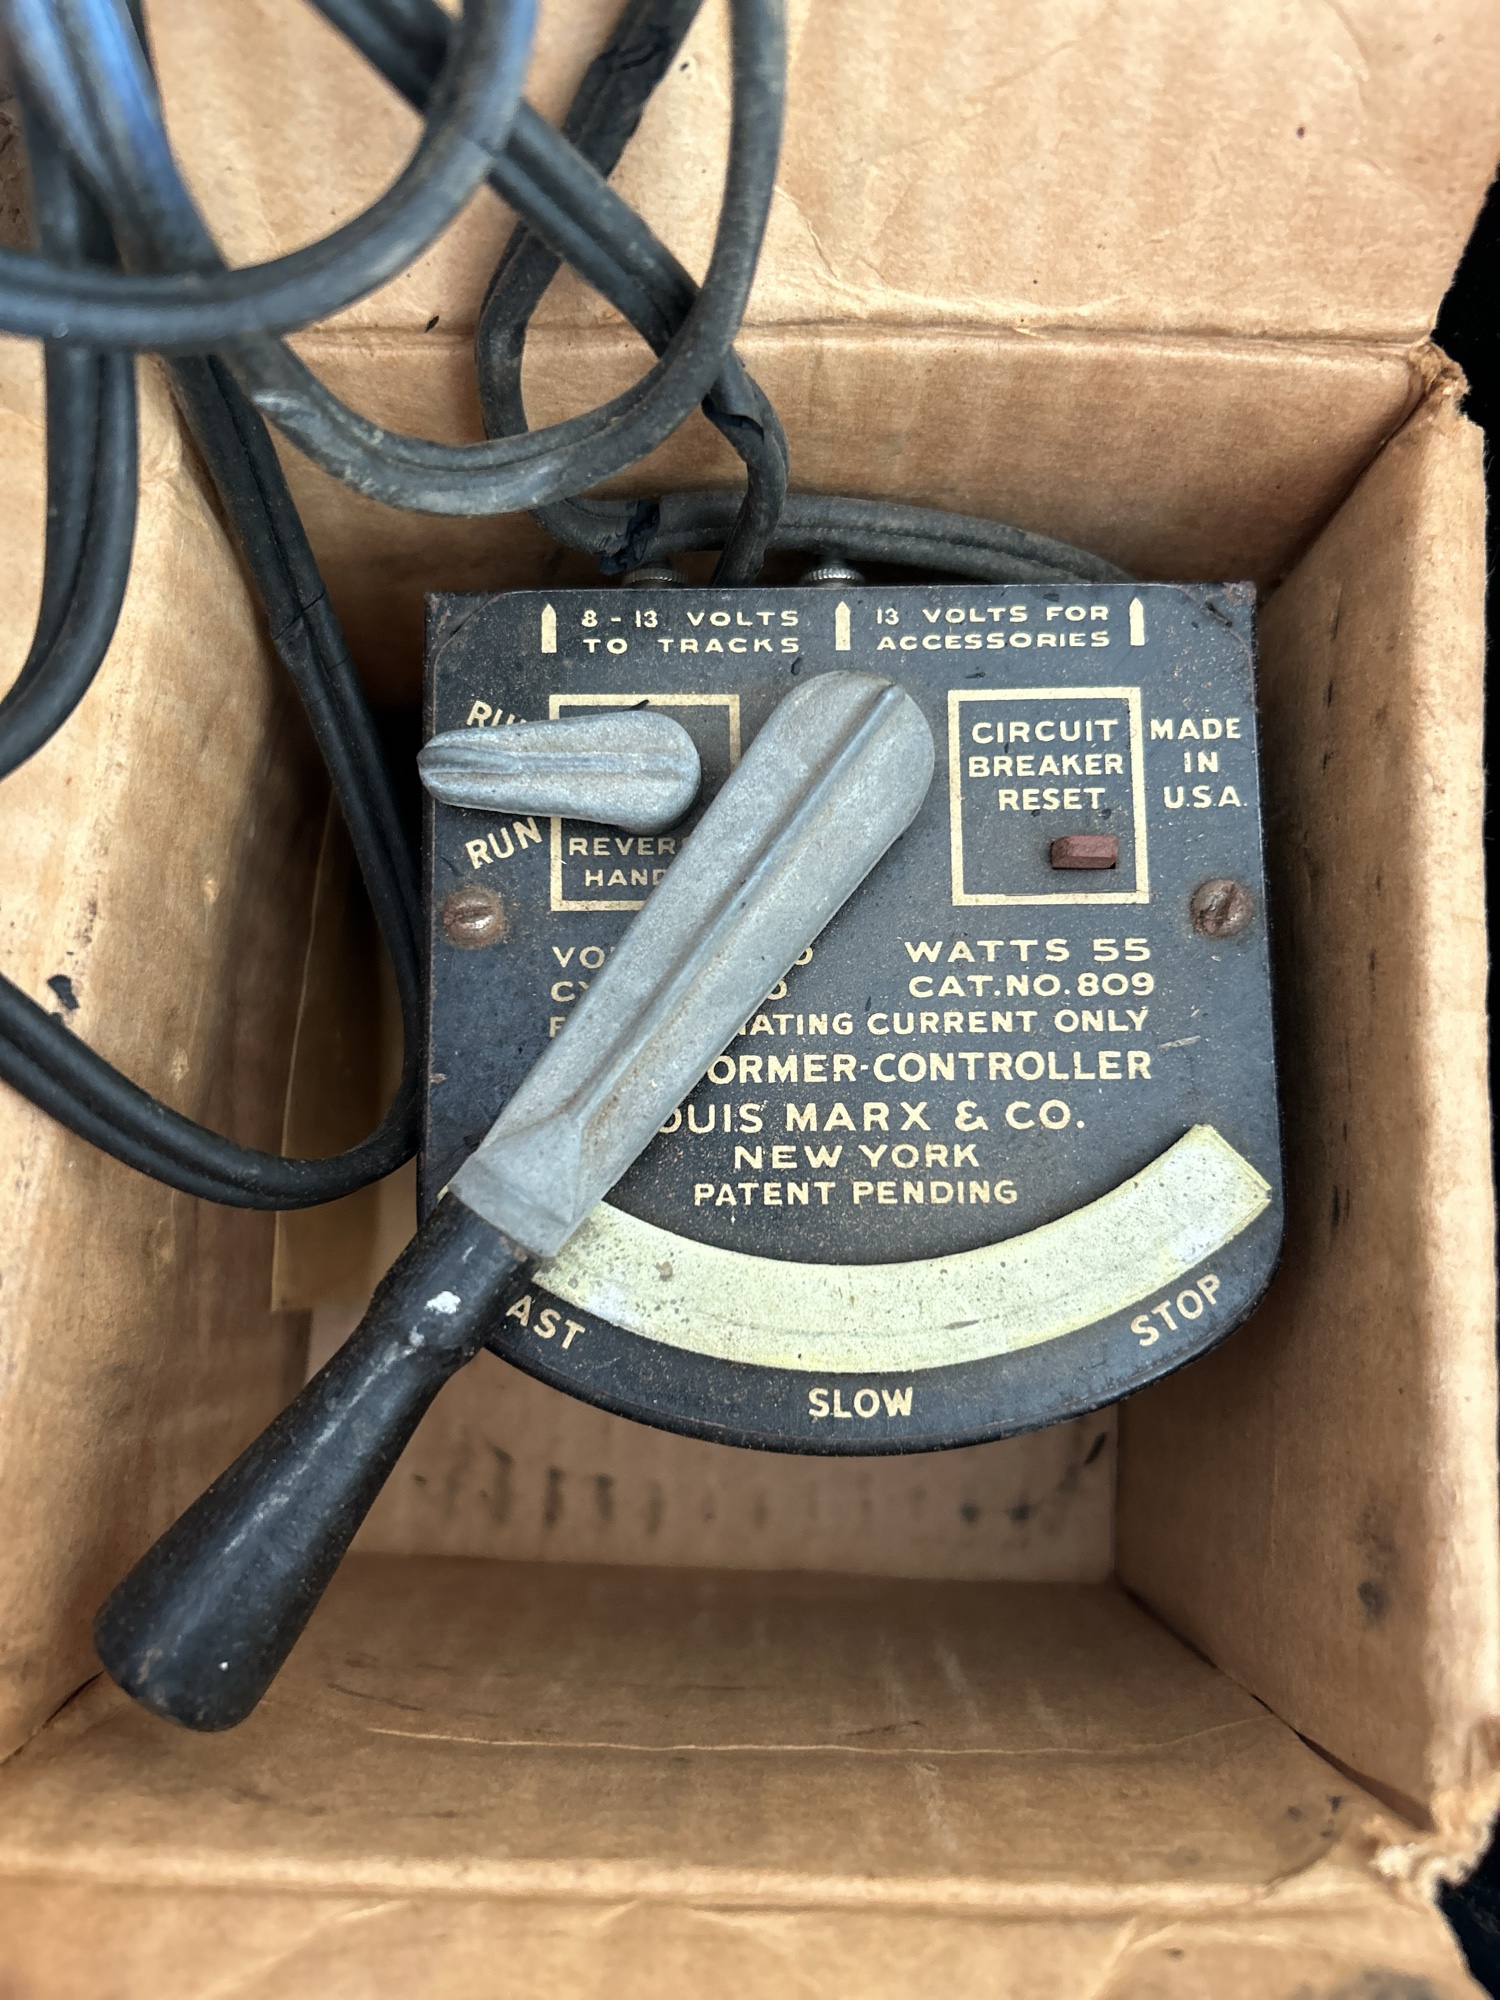 8 - 13 VOLTS
TO TRACKS
13 VOLTS FOR
ACCESSORIES
RUN
RUN
REVER
HAND
CIRCUIT
BREAKER
RESET
MADE
IN
U.S.A.
WATTS 55
CAT. NO. 809
NATING CURRENT ONLY
ORMER-CONTROLLER
OUIS MARX & CO.
NEW YORK
PATENT PENDING
AST
SLOW
STOP